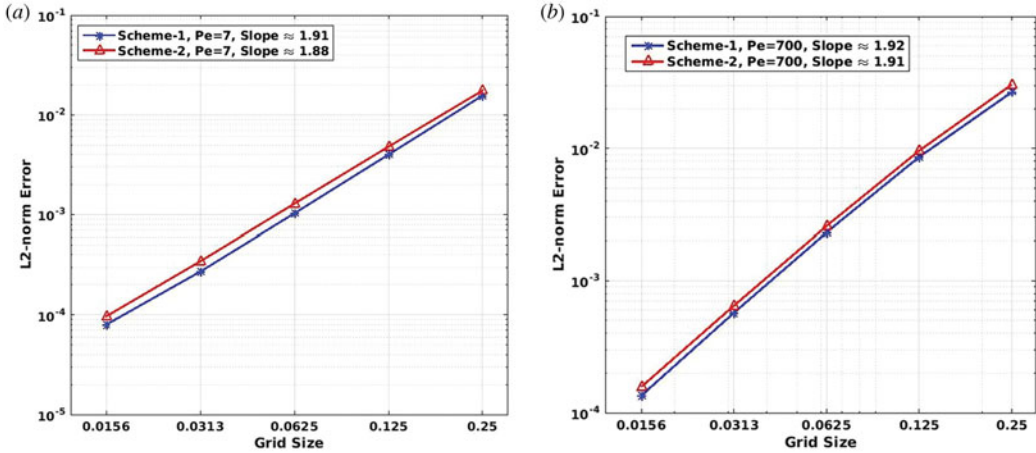 (a)
10^-1
Scheme-1, Pe=7, Slope ≈ 1.91
Scheme-2, Pe=7, Slope ≈ 1.88
10^-2
10^-3
10^-4
10^-5
L2-norm Error
0.0156 0.0313 0.0625 0.125 0.25
Grid Size
(b)
10^-1
Scheme-1, Pe=700, Slope ≈ 1.92
Scheme-2, Pe=700, Slope ≈ 1.91
10^-2
10^-3
10^-4
L2-norm Error
0.0156 0.0313 0.0625 0.125 0.25
Grid Size